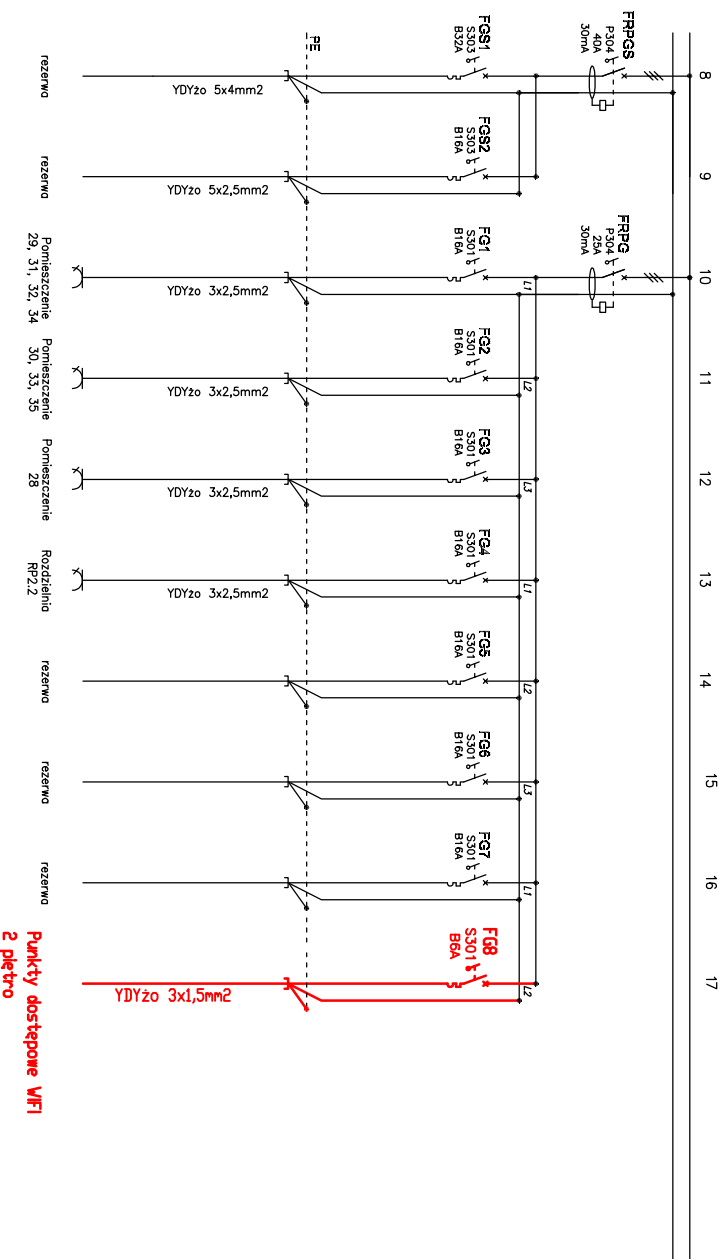 8
9
10
11
12
13
14
15
16
17
FRPGS
P304
40A
30mA
FRPG
P304
25A
30mA
L1
L2
L3
L1
L2
L3
L1
L2
FGS1
S303
B32A
FGS2
S303
B16A
FG1
S301
B16A
FG2
S301
B16A
FG3
S301
B16A
FG4
S301
B16A
FG5
S301
B16A
FG6
S301
B16A
FG7
S301
B16A
FG8
S301
B6A
PE
YDYżo 5x4mm2
YDYżo 5x2,5mm2
YDYżo 3x2,5mm2
YDYżo 3x2,5mm2
YDYżo 3x2,5mm2
YDYżo 3x2,5mm2
YDYżo 3x1,5mm2
rezerwa
rezerwa
Pomieszczenie
29, 31, 32, 34
Pomieszczenie
30, 33, 35
Pomieszczenie
28
Rozdzielnia
RP2.2
rezerwa
rezerwa
rezerwa
Punkty dostępowe WIFI
2 piętro